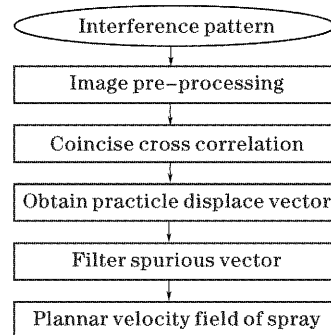 Interference pattern
Image pre-processing
Coincise cross correlation
Obtain practicle displace vector
Filter spurious vector
Plannar velocity field of spray